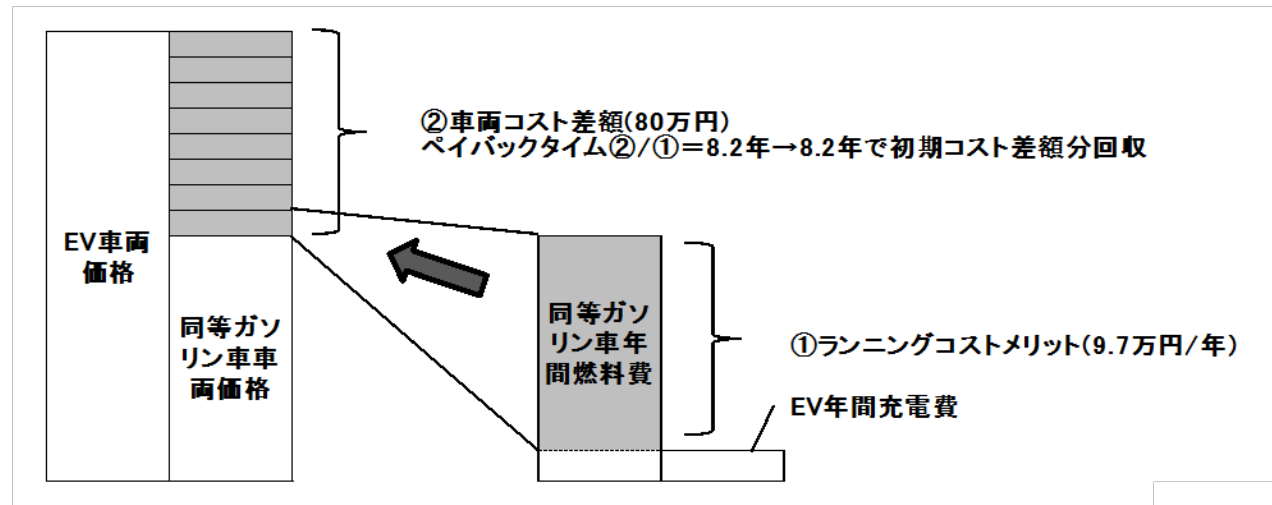 ②車両コスト差額(80万円)
ペイバックタイム②/①＝8.2年→8.2年で初期コスト差額分回収
EV車両
価格
同等ガソ
リン車車
両価格
同等ガソ
リン車年
間燃料費
①ランニングコストメリット(9.7万円/年)
EV年間充電費